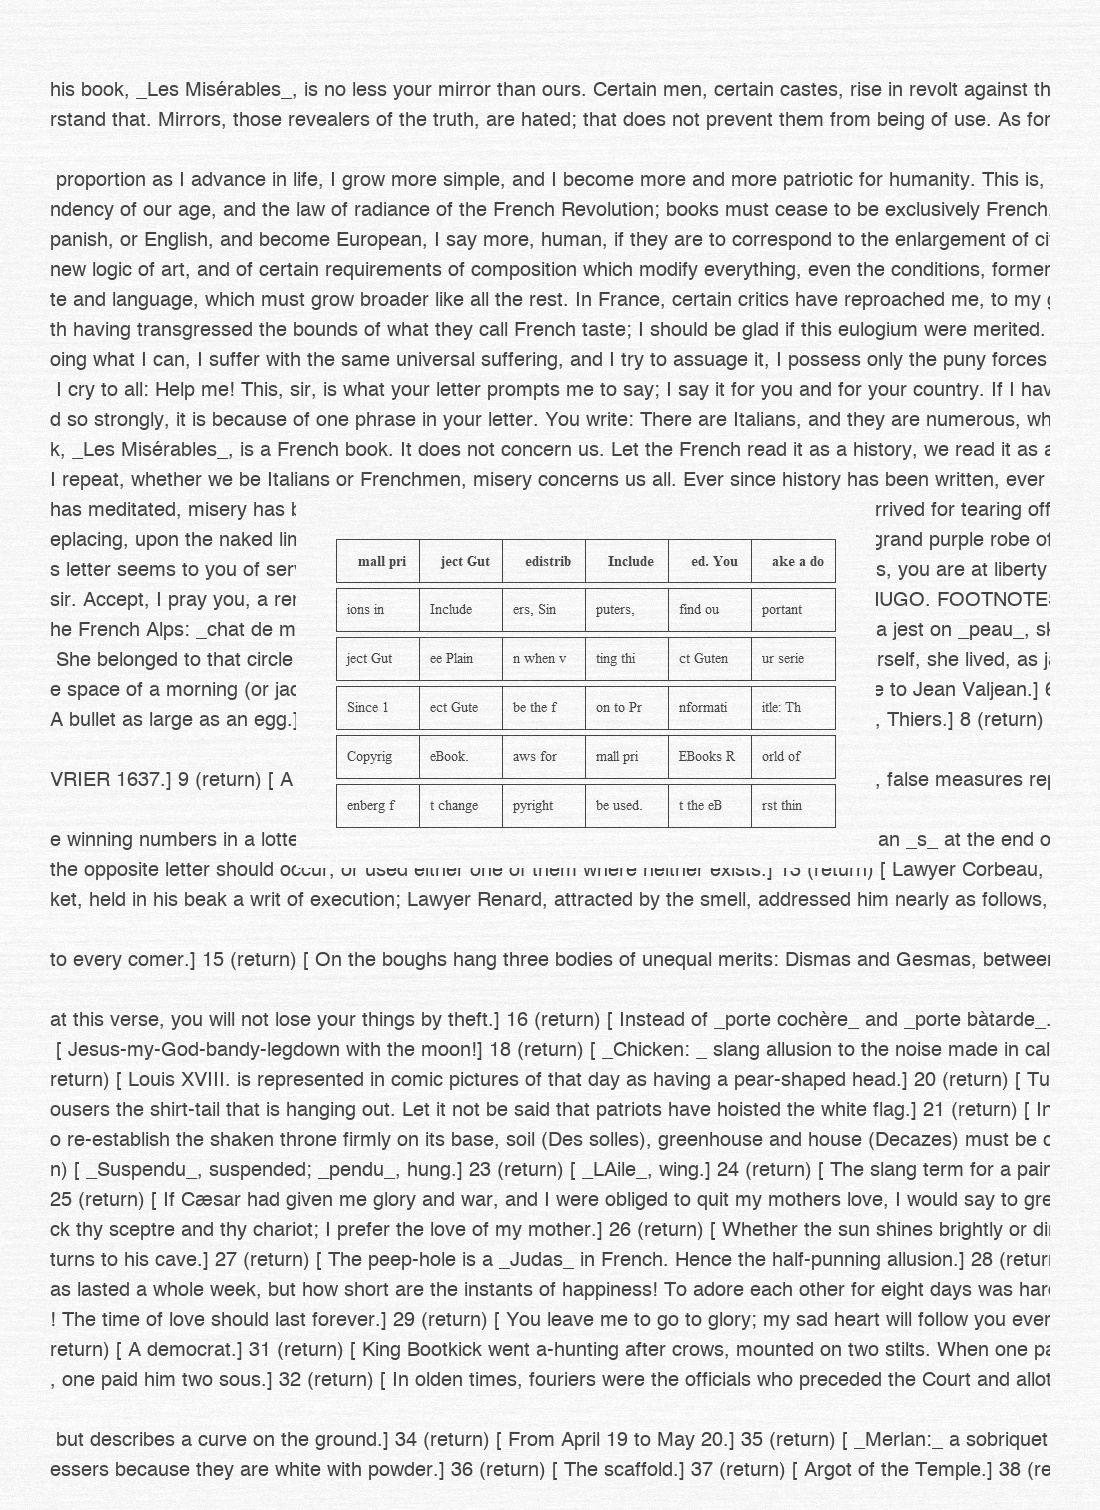 his book, _Les Misérables_, is no less your mirror than ours. Certain men, certain castes, rise in revolt against th
rstand that. Mirrors, those revealers of the truth, are hated; that does not prevent them from being of use. As for
proportion as I advance in life, I grow more simple, and I become more and more patriotic for humanity. This is,
ndency of our age, and the law of radiance of the French Revolution; books must cease to be exclusively French,
panish, or English, and become European, I say more, human, if they are to correspond to the enlargement of ci
new logic of art, and of certain requirements of composition which modify everything, even the conditions, former
te and language, which must grow broader like all the rest. In France, certain critics have reproached me, to my
th having transgressed the bounds of what they call French taste; I should be glad if this eulogium were merited.
oing what I can, I suffer with the same universal suffering, and I try to assuage it, I possess only the puny forces
I cry to all: Help me! This, sir, is what your letter prompts me to say; I say it for you and for your country. If I hav
d so strongly, it is because of one phrase in your letter. You write: There are Italians, and they are numerous, wh
k, _Les Misérables_, is a French book. It does not concern us. Let the French read it as a history, we read it as a
I repeat, whether we be Italians or Frenchmen, misery concerns us all. Ever since history has been written, ever
has meditated, misery has rrived for tearing off
eplacing, upon the naked lim grand purple robe of
s letter seems to you of serv s, you are at liberty
sir. Accept, I pray you, a ren HUGO. FOOTNOTES
he French Alps: _chat de m a jest on _peau_, sk
She belonged to that circle rself, she lived, as ja
e space of a morning (or jad e to Jean Valjean.] 6
A bullet as large as an egg.] , Thiers.] 8 (return)
VRIER 1637.] 9 (return) [ A , false measures rep
e winning numbers in a lotte an _s_ at the end o
mall pri ject Gut edistrib Include ed. You ake a do
ions in Include ers, Sin puters, find ou portant
ject Gut ee Plain n when v ting thi ct Guten ur serie
Since 1 ect Gute be the f on to Pr nformati itle: Th
Copyrig eBook. aws for mall pri EBooks R orld of
enberg f t change pyright be used. t the eB rst thin
the opposite letter should occur, or used either one of them where neither exists.] 13 (return) [ Lawyer Corbeau,
ket, held in his beak a writ of execution; Lawyer Renard, attracted by the smell, addressed him nearly as follows,
to every comer.] 15 (return) [ On the boughs hang three bodies of unequal merits: Dismas and Gesmas, between
at this verse, you will not lose your things by theft.] 16 (return) [ Instead of _porte cochère_ and _porte bàtarde_.
[ Jesus-my-God-bandy-legdown with the moon!] 18 (return) [ _Chicken: _ slang allusion to the noise made in cal
return) [ Louis XVIII. is represented in comic pictures of that day as having a pear-shaped head.] 20 (return) [ Tu
ousers the shirt-tail that is hanging out. Let it not be said that patriots have hoisted the white flag.] 21 (return) [ In
o re-establish the shaken throne firmly on its base, soil (Des solles), greenhouse and house (Decazes) must be c
n) [ _Suspendu_, suspended; _pendu_, hung.] 23 (return) [ _LAile_, wing.] 24 (return) [ The slang term for a pain
25 (return) [ If Cæsar had given me glory and war, and I were obliged to quit my mothers love, I would say to gre
ck thy sceptre and thy chariot; I prefer the love of my mother.] 26 (return) [ Whether the sun shines brightly or di
turns to his cave.] 27 (return) [ The peep-hole is a _Judas_ in French. Hence the half-punning allusion.] 28 (return
as lasted a whole week, but how short are the instants of happiness! To adore each other for eight days was hard
! The time of love should last forever.] 29 (return) [ You leave me to go to glory; my sad heart will follow you ever
return) [ A democrat.] 31 (return) [ King Bootkick went a-hunting after crows, mounted on two stilts. When one pa
, one paid him two sous.] 32 (return) [ In olden times, fouriers were the officials who preceded the Court and allot
but describes a curve on the ground.] 34 (return) [ From April 19 to May 20.] 35 (return) [ _Merlan:_ a sobriquet
essers because they are white with powder.] 36 (return) [ The scaffold.] 37 (return) [ Argot of the Temple.] 38 (re